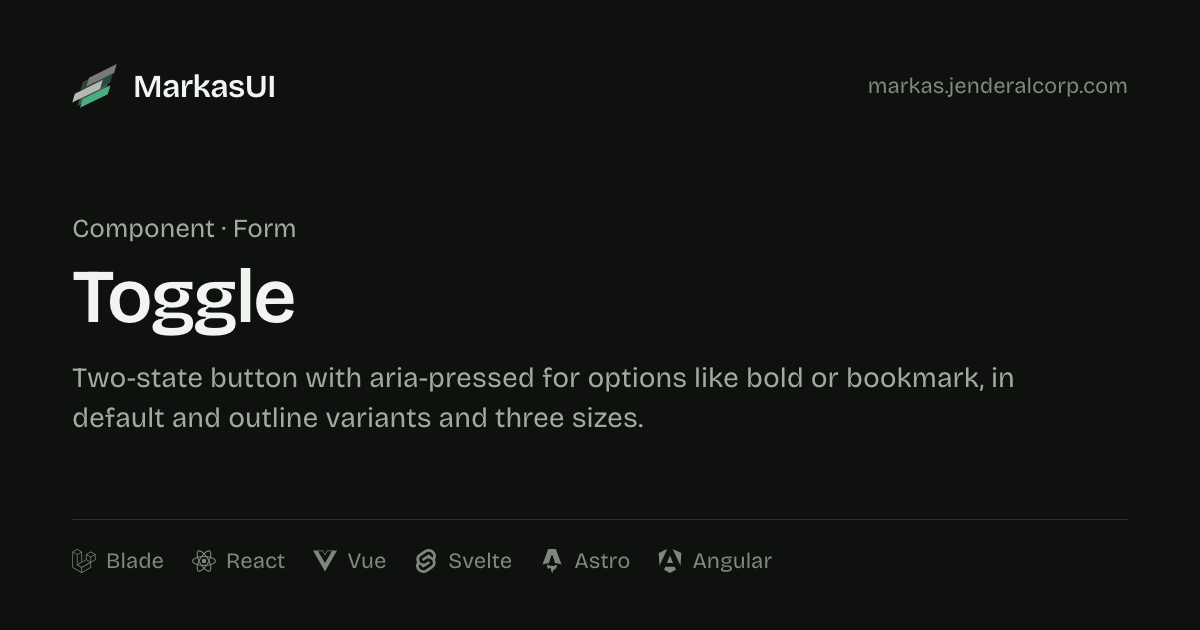 MarkasUI
markas.jenderalcorp.com
Component · Form
Toggle
Two-state button with aria-pressed for options like bold or bookmark, in
default and outline variants and three sizes.
Blade React Vue Svelte Astro Angular